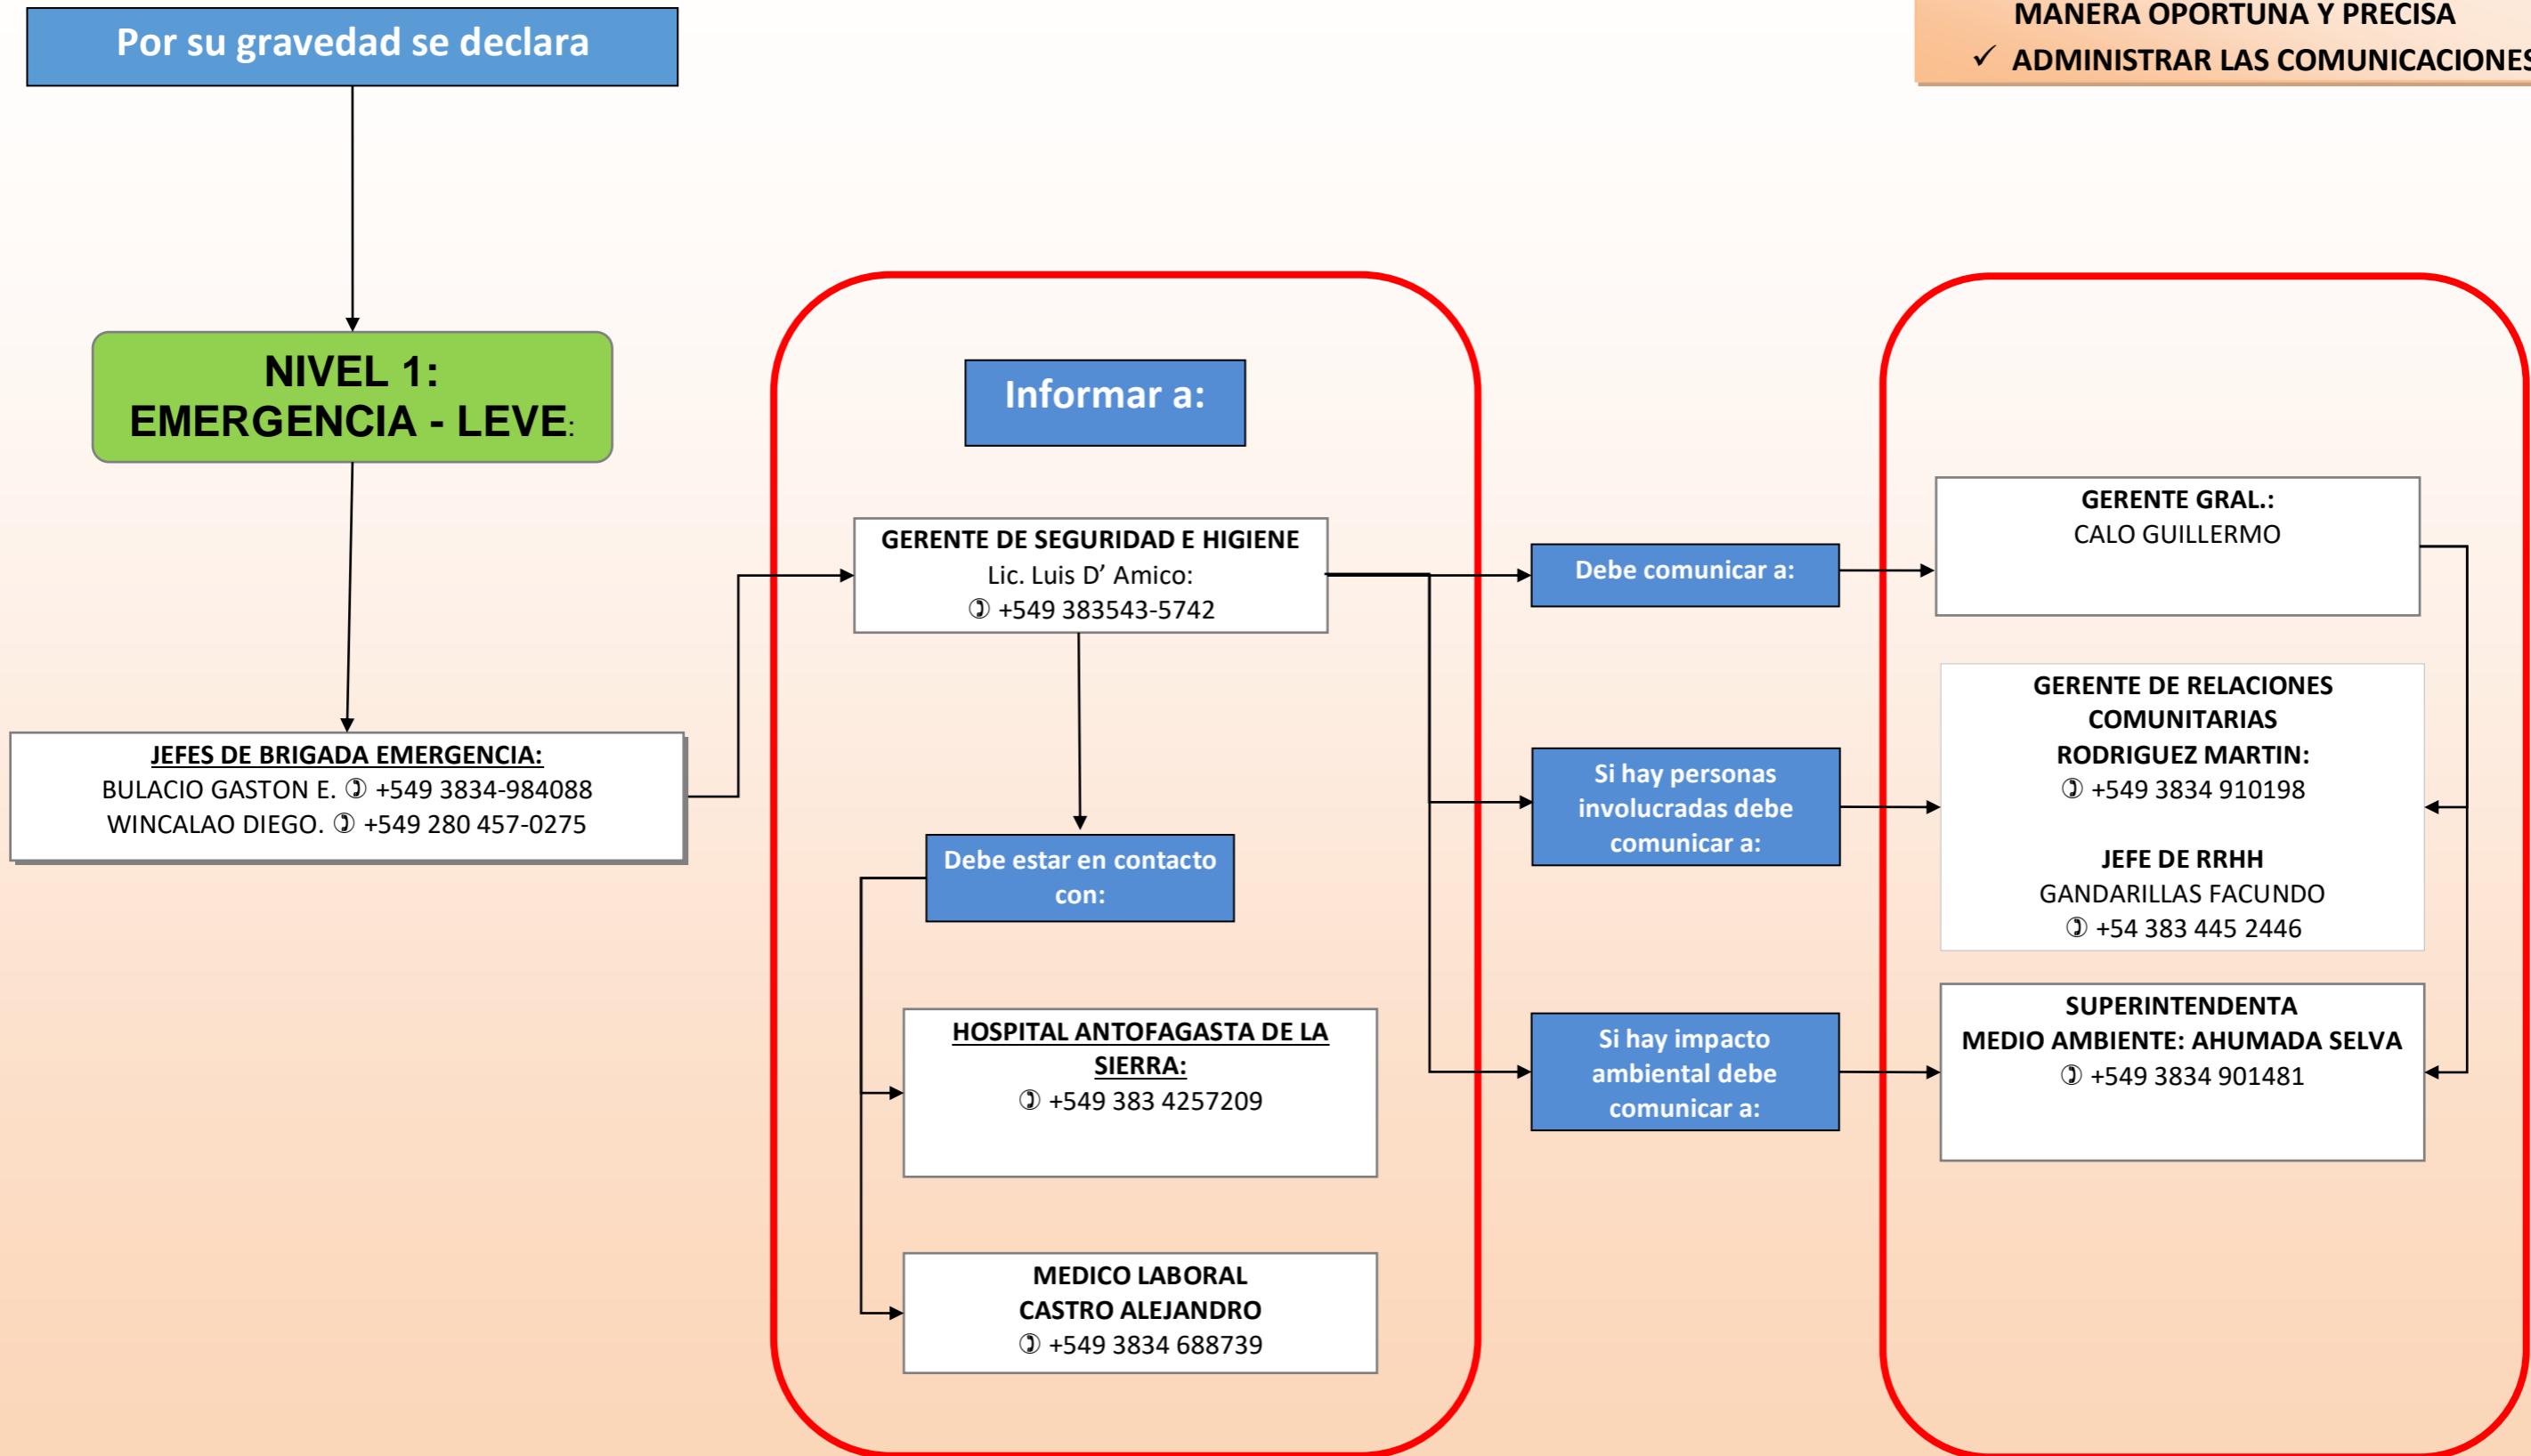 Por su gravedad se declara
MANERA OPORTUNA Y PRECISA
✓ ADMINISTRAR LAS COMUNICACIONES
NIVEL 1:
EMERGENCIA - LEVE:
JEFES DE BRIGADA EMERGENCIA:
BULACIO GASTON E. ✆ +549 3834-984088
WINCALAO DIEGO. ✆ +549 280 457-0275
Informar a:
GERENTE DE SEGURIDAD E HIGIENE
Lic. Luis D’ Amico:
✆ +549 383543-5742
Debe estar en contacto
con:
HOSPITAL ANTOFAGASTA DE LA
SIERRA:
✆ +549 383 4257209
MEDICO LABORAL
CASTRO ALEJANDRO
✆ +549 3834 688739
Debe comunicar a:
Si hay personas
involucradas debe
comunicar a:
Si hay impacto
ambiental debe
comunicar a:
GERENTE GRAL.:
CALO GUILLERMO
GERENTE DE RELACIONES
COMUNITARIAS
RODRIGUEZ MARTIN:
✆ +549 3834 910198
JEFE DE RRHH
GANDARILLAS FACUNDO
✆ +54 383 445 2446
SUPERINTENDENTA
MEDIO AMBIENTE: AHUMADA SELVA
✆ +549 3834 901481